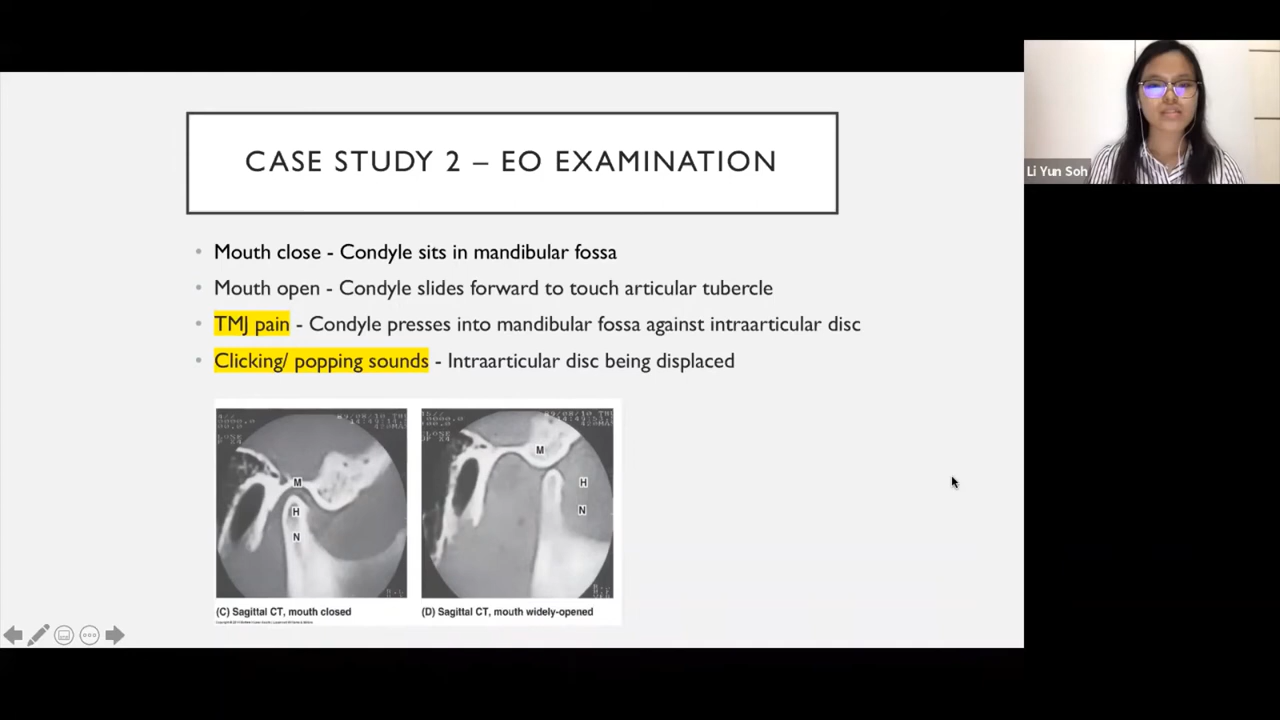 CASE STUDY 2 – EO EXAMINATION
Li Yun Soh
• Mouth close - Condyle sits in mandibular fossa
• Mouth open - Condyle slides forward to touch articular tubercle
• TMJ pain - Condyle presses into mandibular fossa against intraarticular disc
• Clicking/ popping sounds - Intraarticular disc being displaced
M
H
N
M
H
N
(C) Sagittal CT, mouth closed
(D) Sagittal CT, mouth widely-opened